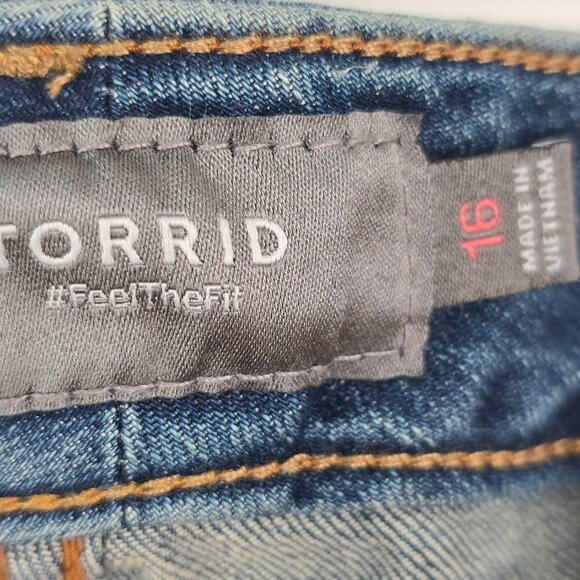 TORRID
#FeelTheFit
16
MADE IN
VIETNAM